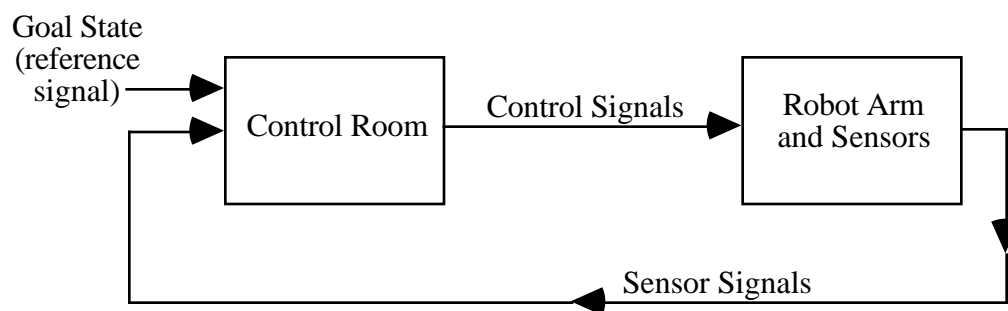 Goal State
(reference
signal)
Control Room
Control Signals
Robot Arm
and Sensors
Sensor Signals